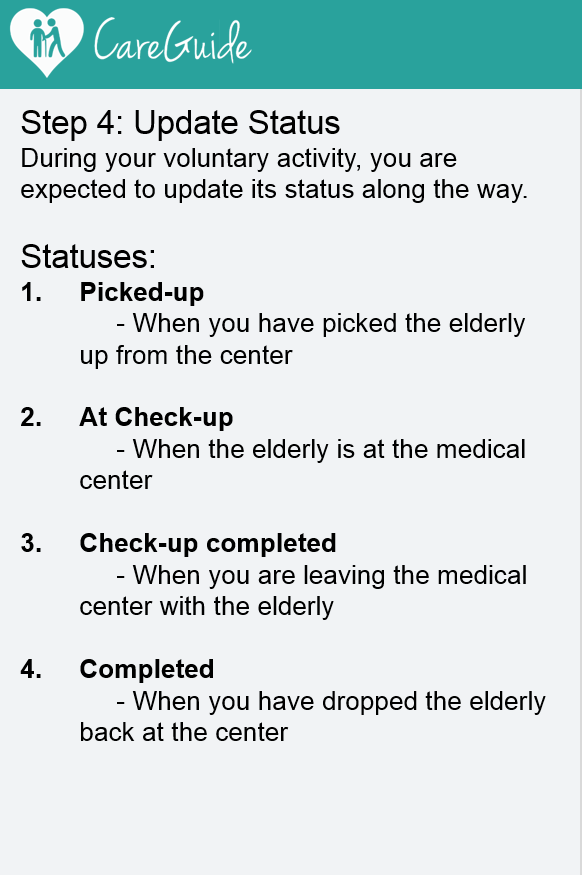 CareGuide
Step 4: Update Status
During your voluntary activity, you are
expected to update its status along the way.
Statuses:
1. Picked-up
- When you have picked the elderly
up from the center
2. At Check-up
- When the elderly is at the medical
center
3. Check-up completed
- When you are leaving the medical
center with the elderly
4. Completed
- When you have dropped the elderly
back at the center